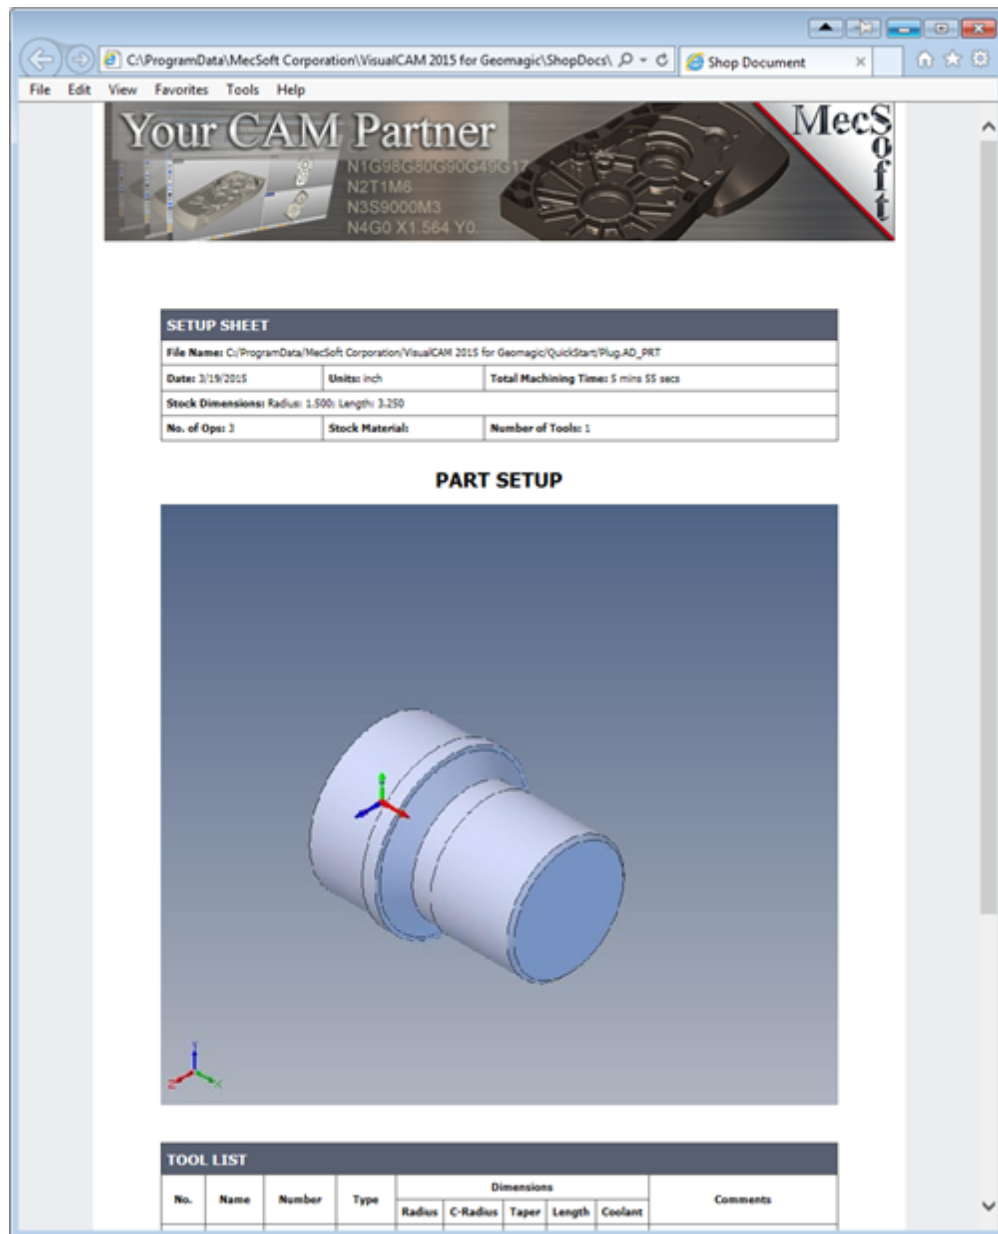 C:\ProgramData\MecSoft Corporation\VisualCAM 2015 for Geomagic\ShopDocs\
Shop Document
File Edit View Favorites Tools Help
Your CAM Partner
MecSoft
N1G98G80G90G49G17
N2T1M6
N3S9000M3
N4G0 X1.564 Y0.
SETUP SHEET
File Name: C:/ProgramData/MecSoft Corporation/VisualCAM 2015 for Geomagic/QuickStart/Plug.AD_PRT
Date: 3/19/2015 Units: inch Total Machining Time: 5 mins 55 secs
Stock Dimensions: Radius: 1.500; Length: 3.250
No. of Ops: 3 Stock Material: Number of Tools: 1
PART SETUP
Y
Z X
TOOL LIST
No. Name Number Type Dimensions Comments
Radius C-Radius Taper Length Coolant